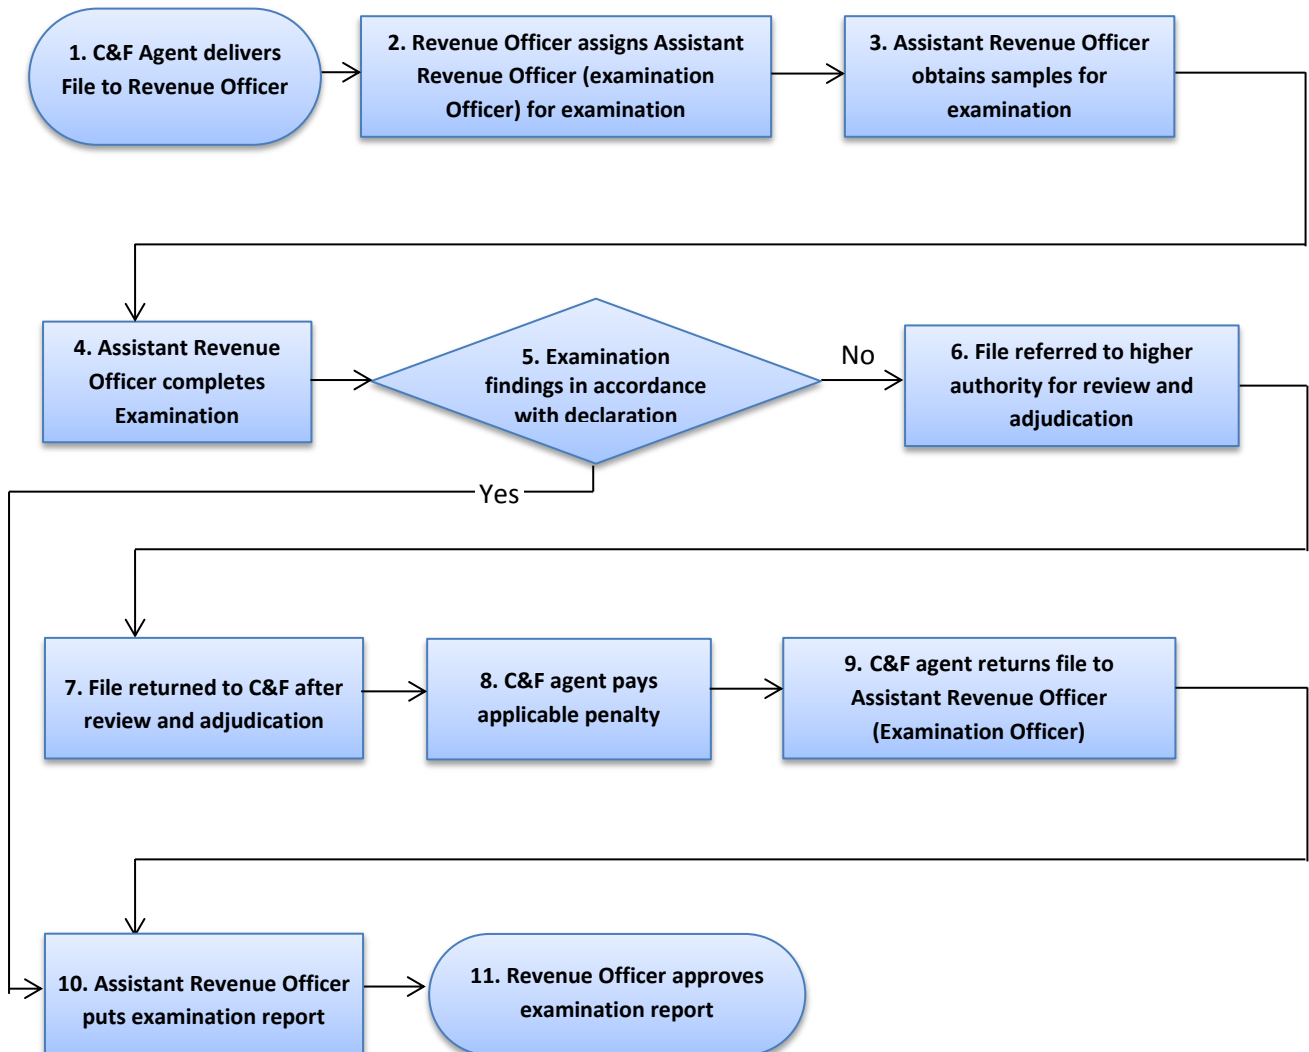 1. C&F Agent delivers
File to Revenue Officer
2. Revenue Officer assigns Assistant
Revenue Officer (examination
Officer) for examination
3. Assistant Revenue Officer
obtains samples for
examination
4. Assistant Revenue
Officer completes
Examination
5. Examination
findings in accordance
with declaration
No
6. File referred to higher
authority for review and
adjudication
Yes
7. File returned to C&F after
review and adjudication
8. C&F agent pays
applicable penalty
9. C&F agent returns file to
Assistant Revenue Officer
(Examination Officer)
10. Assistant Revenue Officer
puts examination report
11. Revenue Officer approves
examination report